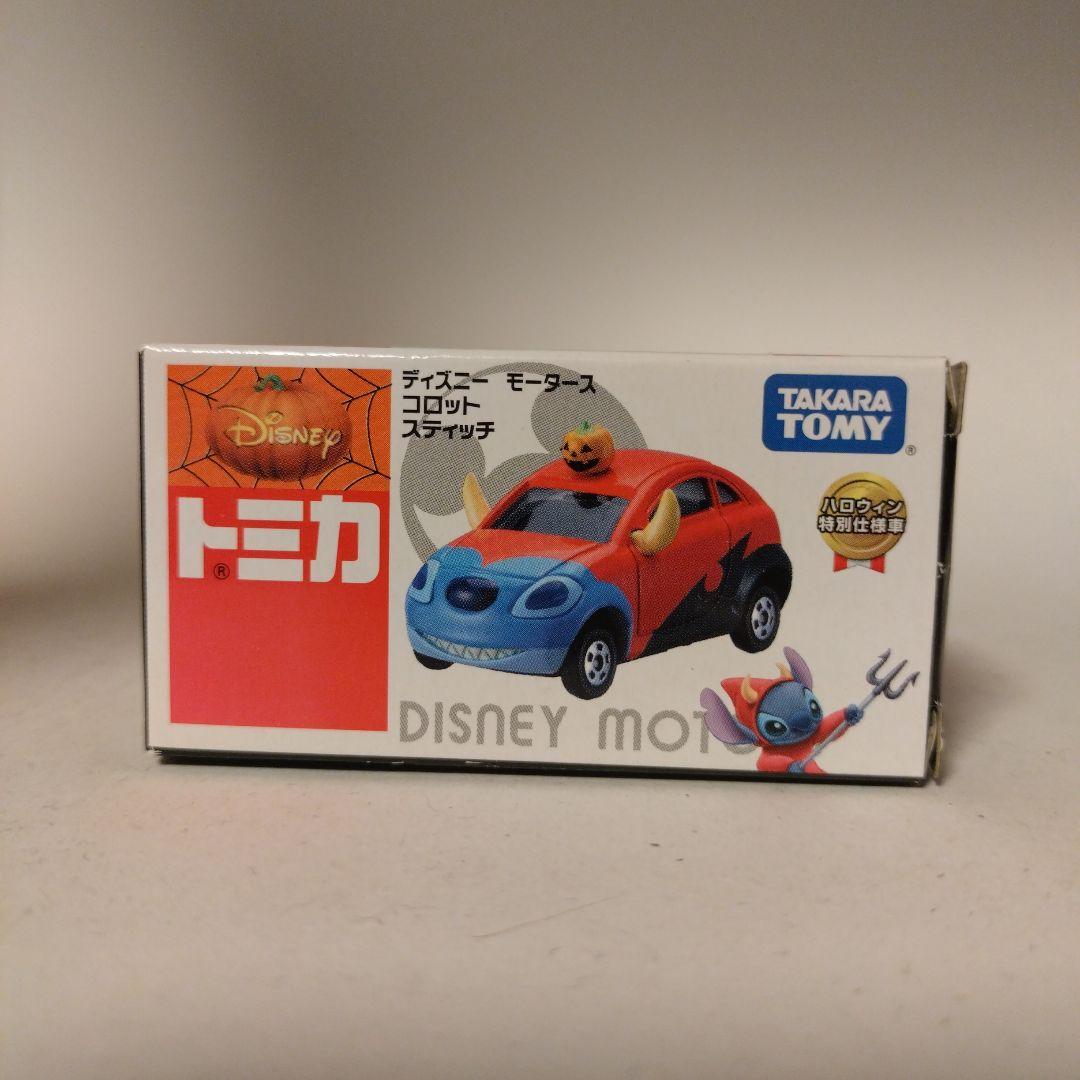 Disney
トミカ
®
ディズニー モータース
コロット
スティッチ
TAKARA
TOMY
®
ハロウィン
特別仕様車
DISNEY MOT